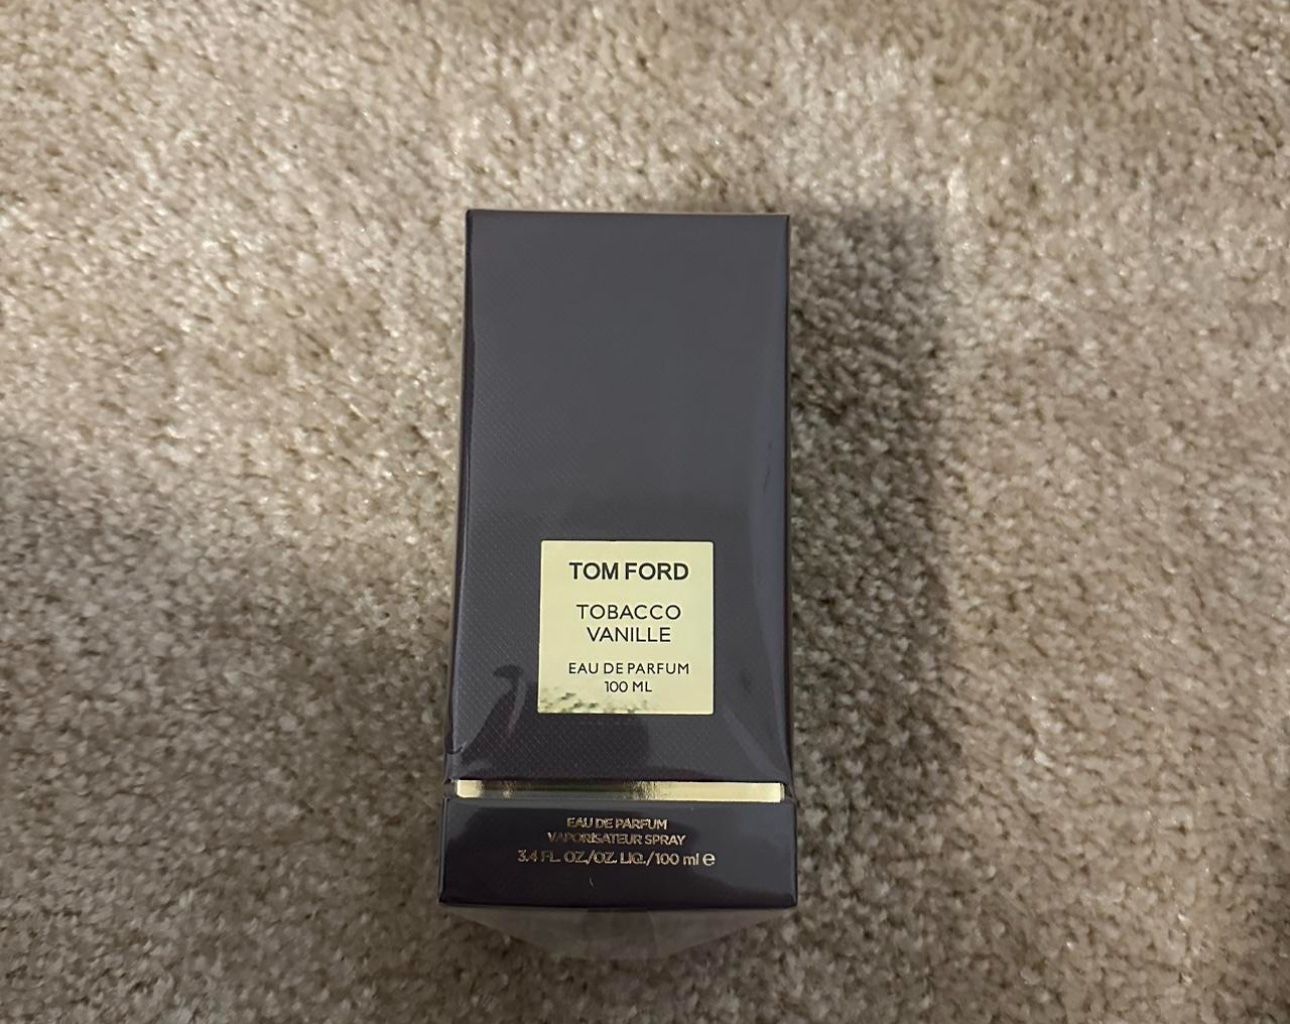 TOM FORD
TOBACCO
VANILLE
EAU DE PARFUM
100 ML
EAU DE PARFUM
VAPORISATEUR SPRAY
3.4 FL. OZ./OZ. LIQ./100 ml ℮